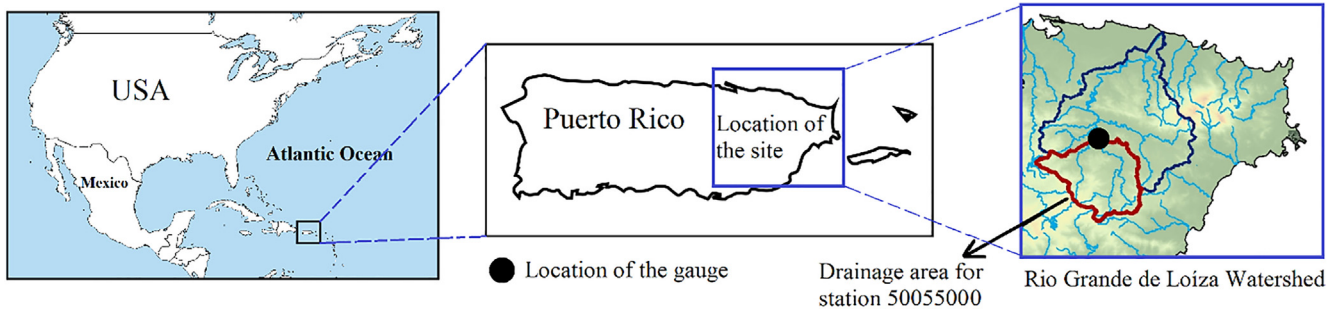 USA
Atlantic Ocean
Mexico
Puerto Rico
Location of
the site
Location of the gauge
Drainage area for
station 50055000
Rio Grande de Loíza Watershed